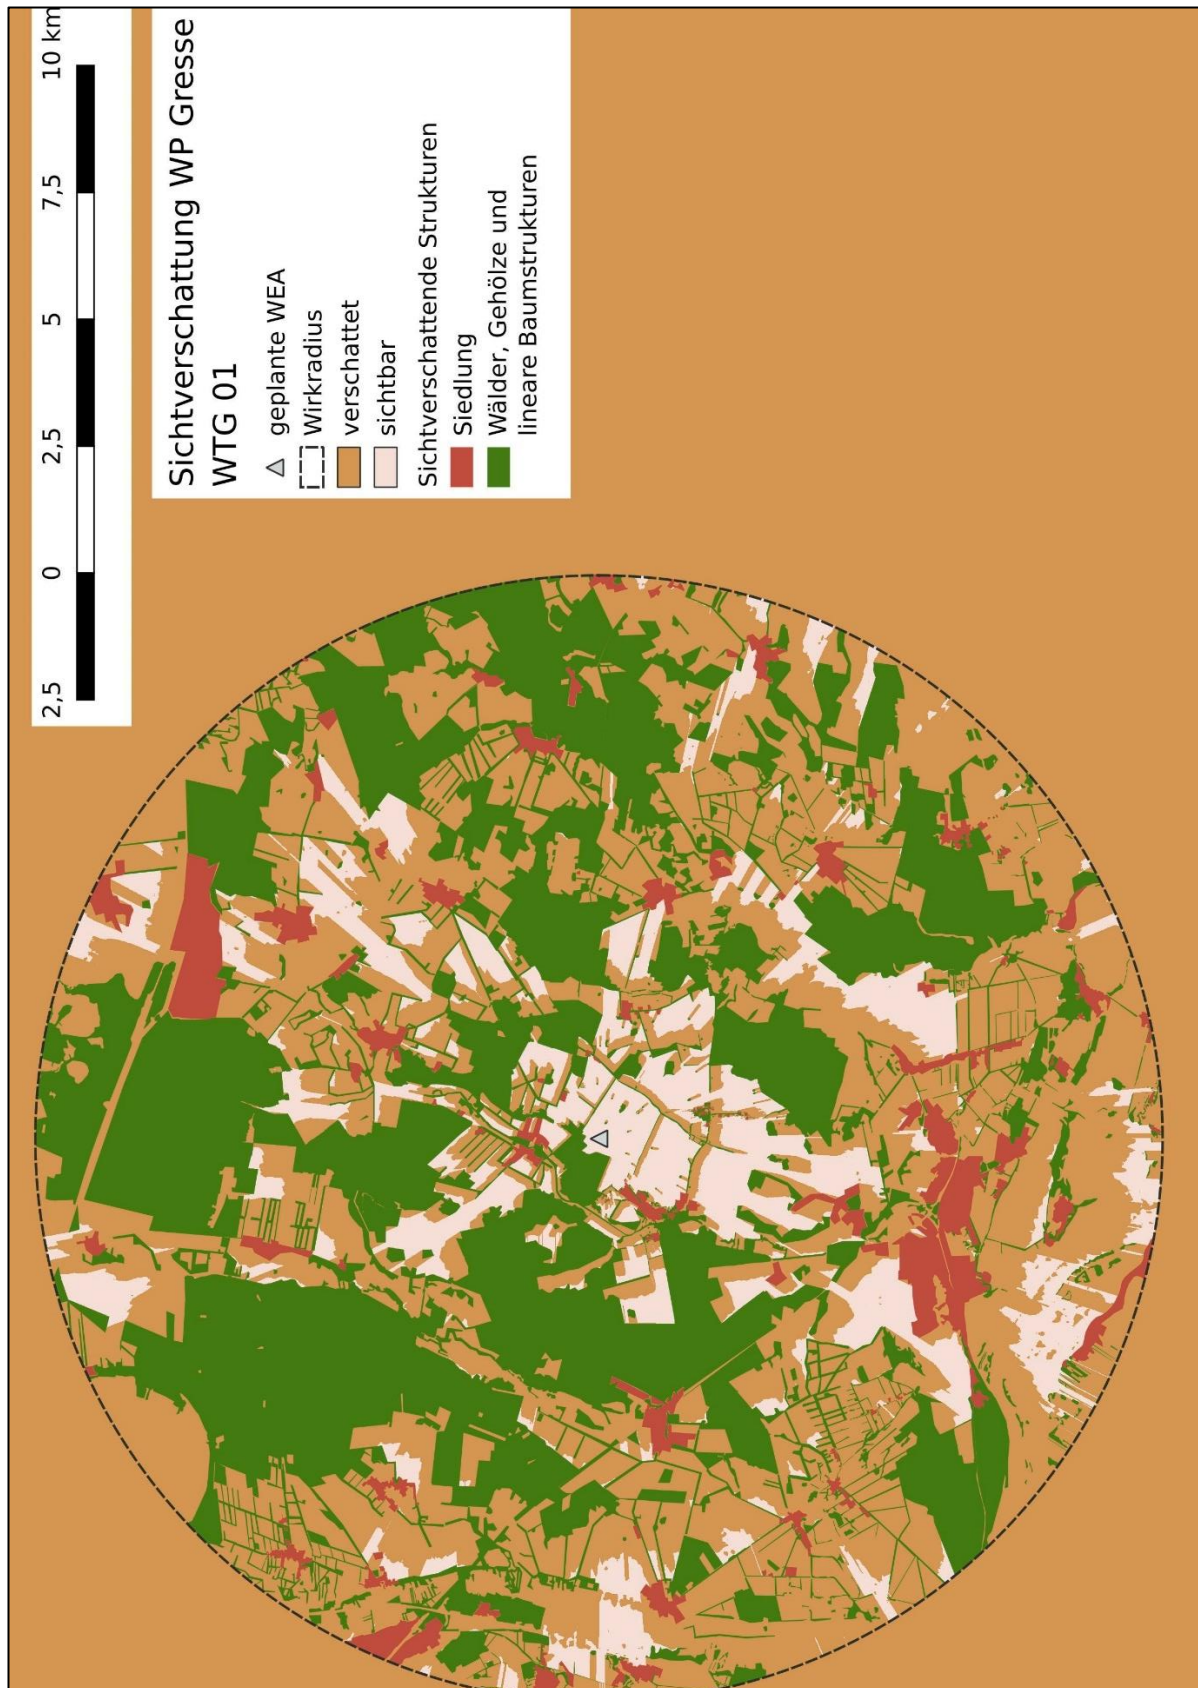 2,5 0 2,5 5 7,5 10 km
Sichtverschattung WP Gresse
WTG 01
geplante WEA
Wirkradius
verschattet
sichtbar
Sichtverschattende Strukturen
Siedlung
Wälder, Gehölze und
lineare Baumstrukturen